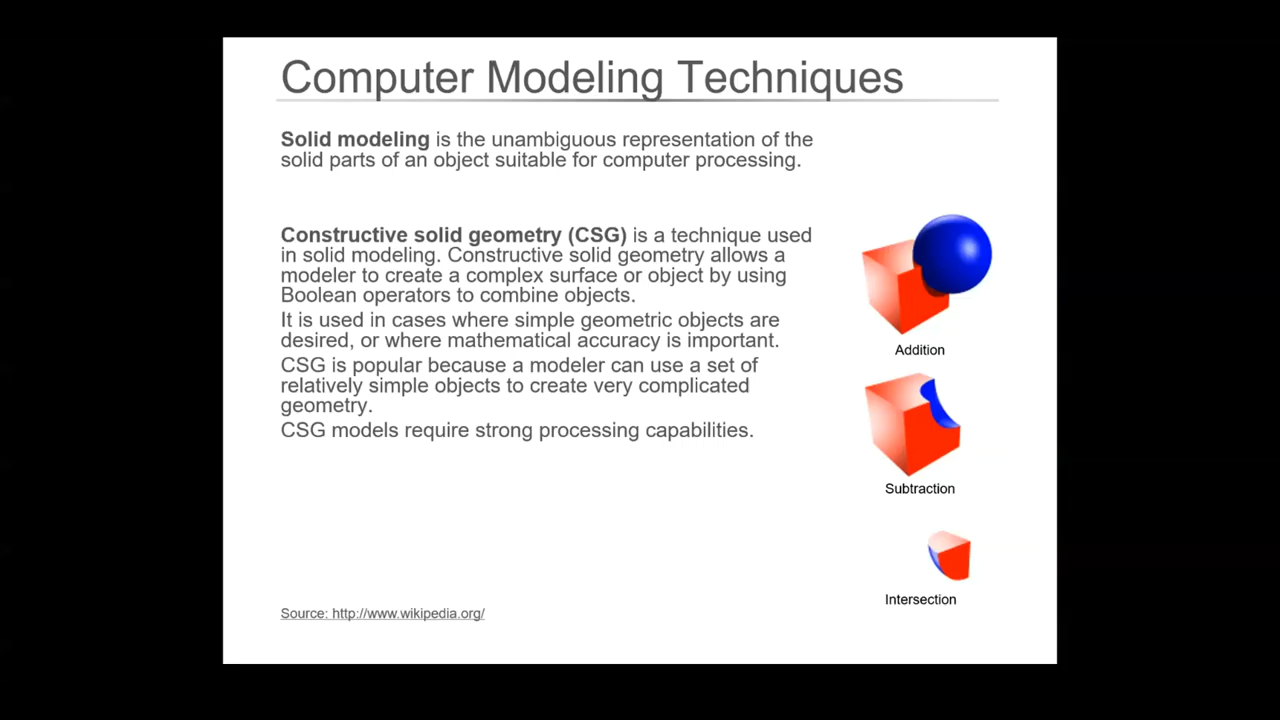 Computer Modeling Techniques
Solid modeling is the unambiguous representation of the
solid parts of an object suitable for computer processing.
Constructive solid geometry (CSG) is a technique used
in solid modeling. Constructive solid geometry allows a
modeler to create a complex surface or object by using
Boolean operators to combine objects.
It is used in cases where simple geometric objects are
desired, or where mathematical accuracy is important.
CSG is popular because a modeler can use a set of
relatively simple objects to create very complicated
geometry.
CSG models require strong processing capabilities.
Addition
Subtraction
Intersection
Source: http://www.wikipedia.org/